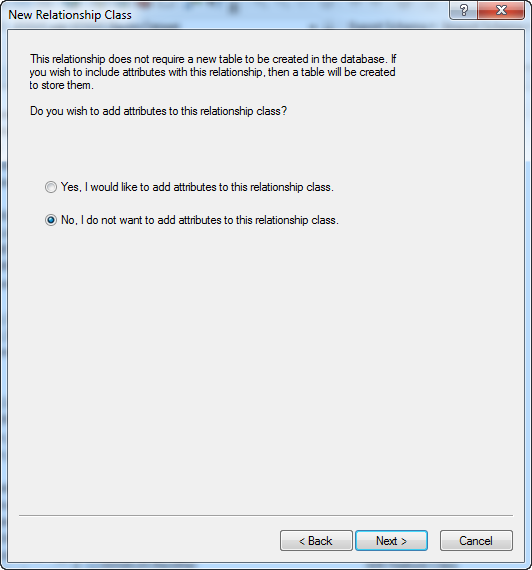 New Relationship Class
?
This relationship does not require a new table to be created in the database. If
you wish to include attributes with this relationship, then a table will be created
to store them.
Do you wish to add attributes to this relationship class?
Yes, I would like to add attributes to this relationship class.
No, I do not want to add attributes to this relationship class.
< Back
Next >
Cancel